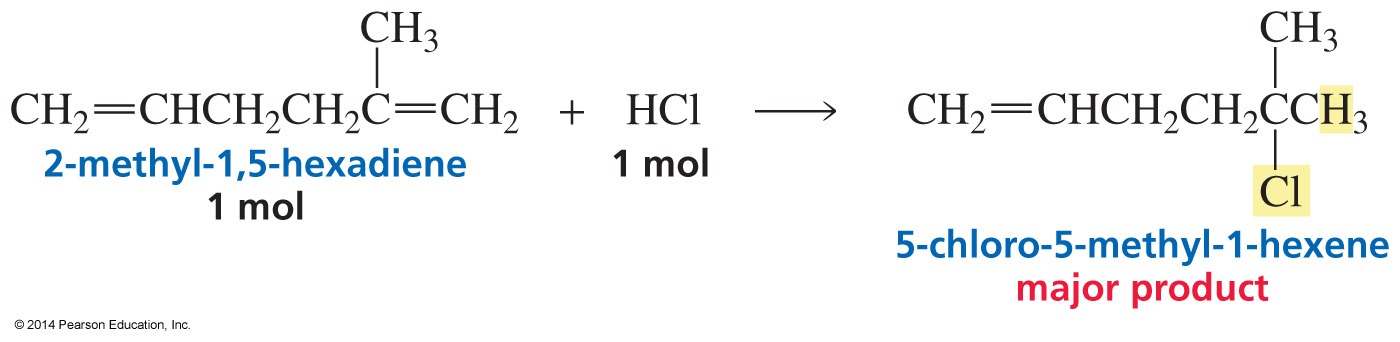 CH₃ CH₃
CH₂=CHCH₂CH₂C=CH₂ + HCl ⟶ CH₂=CHCH₂CH₂CCH₃
2-methyl-1,5-hexadiene 1 mol
1 mol Cl
5-chloro-5-methyl-1-hexene
major product
© 2014 Pearson Education, Inc.